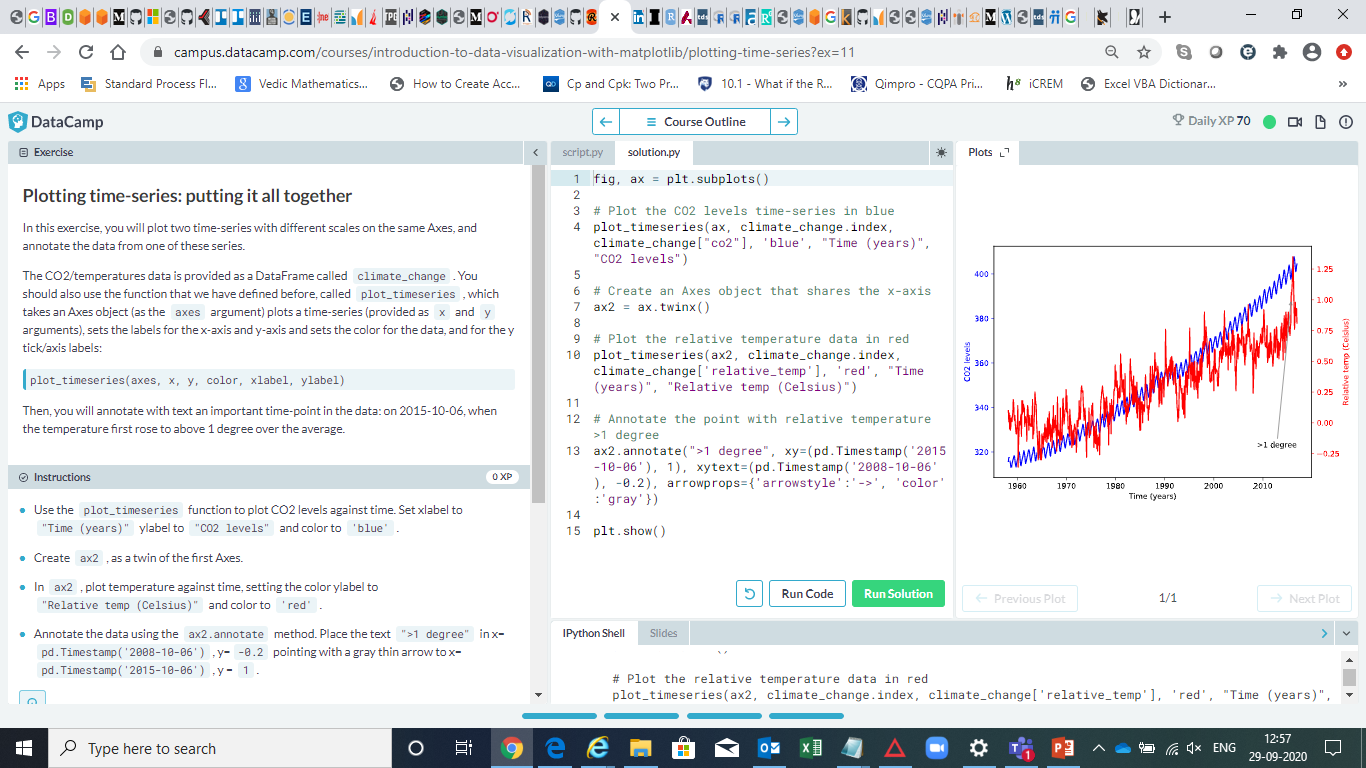 campus.datacamp.com/courses/introduction-to-data-visualization-with-matplotlib/plotting-time-series?ex=11
Apps Standard Process Fl... Vedic Mathematics... How to Create Acc... Cp and Cpk: Two Pr... 10.1 - What if the R... Qimpro - CQPA Pri... iCREM Excel VBA Dictionar... »
DataCamp
Course Outline
Daily XP 70
Exercise
Plotting time-series: putting it all together
In this exercise, you will plot two time-series with different scales on the same Axes, and
annotate the data from one of these series.
The CO2/temperatures data is provided as a DataFrame called climate_change . You
should also use the function that we have defined before, called plot_timeseries , which
takes an Axes object (as the axes argument) plots a time-series (provided as x and y
arguments), sets the labels for the x-axis and y-axis and sets the color for the data, and for the y
tick/axis labels:
plot_timeseries(axes, x, y, color, xlabel, ylabel)
Then, you will annotate with text an important time-point in the data: on 2015-10-06, when
the temperature first rose to above 1 degree over the average.
Instructions
0 XP
Use the plot_timeseries function to plot CO2 levels against time. Set xlabel to
"Time (years)" ylabel to "CO2 levels" and color to 'blue' .
Create ax2 , as a twin of the first Axes.
In ax2 , plot temperature against time, setting the color ylabel to
"Relative temp (Celsius)" and color to 'red' .
Annotate the data using the ax2.annotate method. Place the text ">1 degree" in x=
pd.Timestamp('2008-10-06') , y= -0.2 pointing with a gray thin arrow to x=
pd.Timestamp('2015-10-06') , y = 1 .
script.py solution.py
1 fig, ax = plt.subplots()
2
3 # Plot the CO2 levels time-series in blue
4 plot_timeseries(ax, climate_change.index,
climate_change["co2"], 'blue', "Time (years)",
"CO2 levels")
5
6 # Create an Axes object that shares the x-axis
7 ax2 = ax.twinx()
8
9 # Plot the relative temperature data in red
10 plot_timeseries(ax2, climate_change.index,
climate_change['relative_temp'], 'red', "Time
(years)", "Relative temp (Celsius)")
11
12 # Annotate the point with relative temperature
>1 degree
13 ax2.annotate(">1 degree", xy=(pd.Timestamp('2015
-10-06'), 1), xytext=(pd.Timestamp('2008-10-06'
), -0.2), arrowprops={'arrowstyle':'->', 'color'
:'gray'})
14
15 plt.show()
Run Code
Run Solution
Plots
400
380
360
340
320
CO2 levels
1.25
1.00
0.75
0.50
0.25
0.00
-0.25
Relative temp (Celsius)
>1 degree
1960 1970 1980 1990 2000 2010
Time (years)
Previous Plot
1/1
Next Plot
IPython Shell Slides
# Plot the relative temperature data in red
plot_timeseries(ax2, climate_change.index, climate_change['relative_temp'], 'red', "Time (years)",
Type here to search
ENG
12:57
29-09-2020